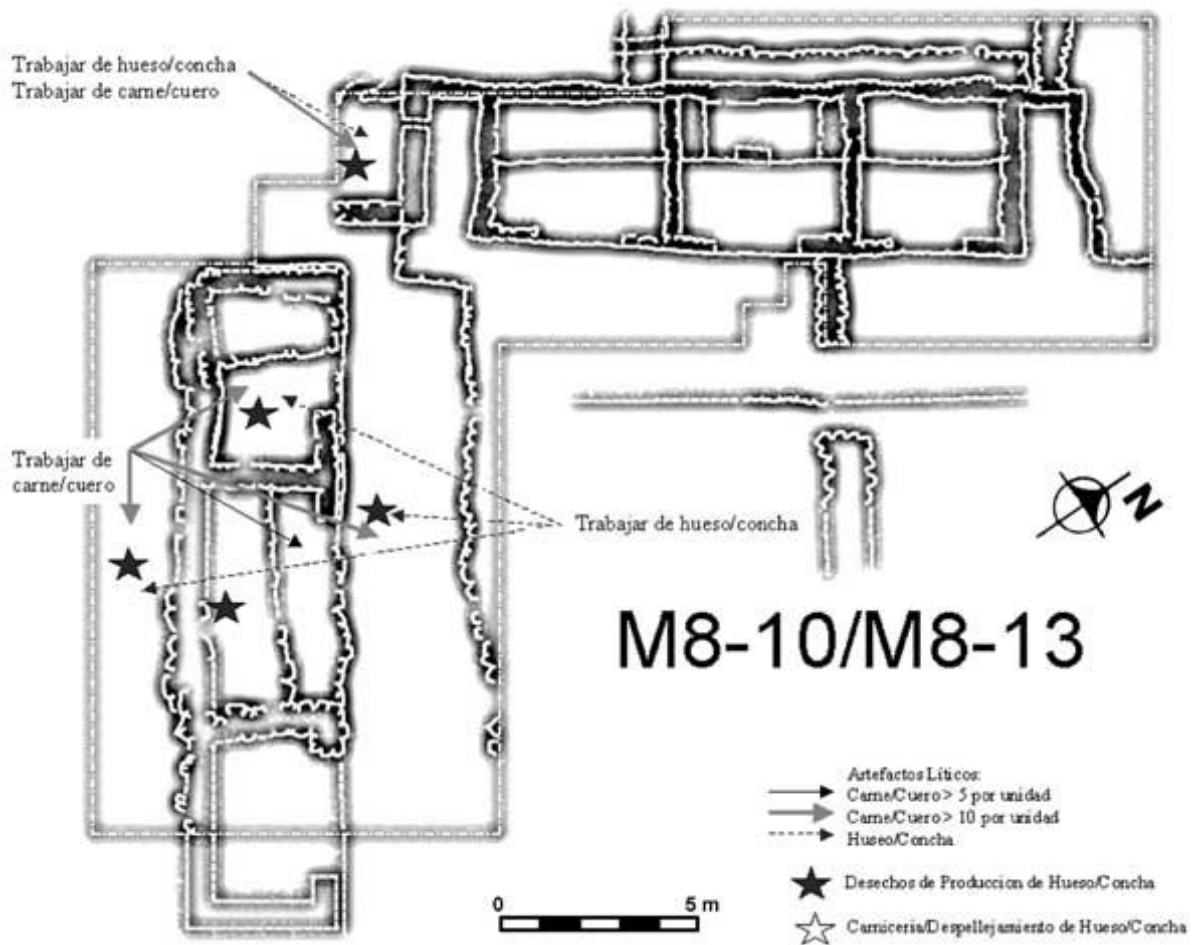 Trabajar de hueso/concha
Trabajar de carne/cuero
Trabajar de
carne/cuero
Trabajar de hueso/concha
N
M8-10/M8-13
Artefactos Líticos:
Carne/Cuero > 5 por unidad
Carne/Cuero > 10 por unidad
Hueso/Concha
Desechos de Produccion de Hueso/Concha
0 5 m
Carniceria/Despellejamiento de Hueso/Concha